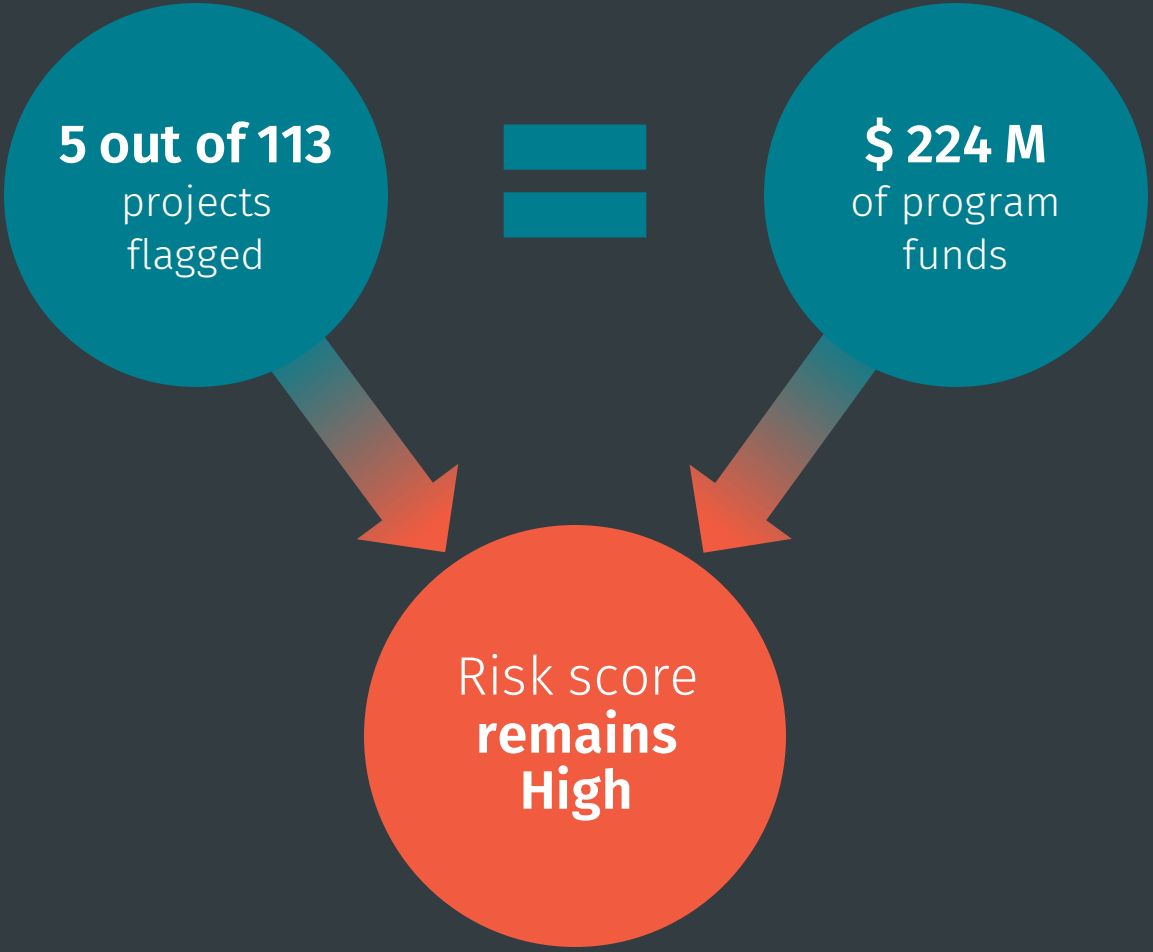 5 out of 113
projects
flagged
=
$ 224 M
of program
funds
Risk score
remains
High